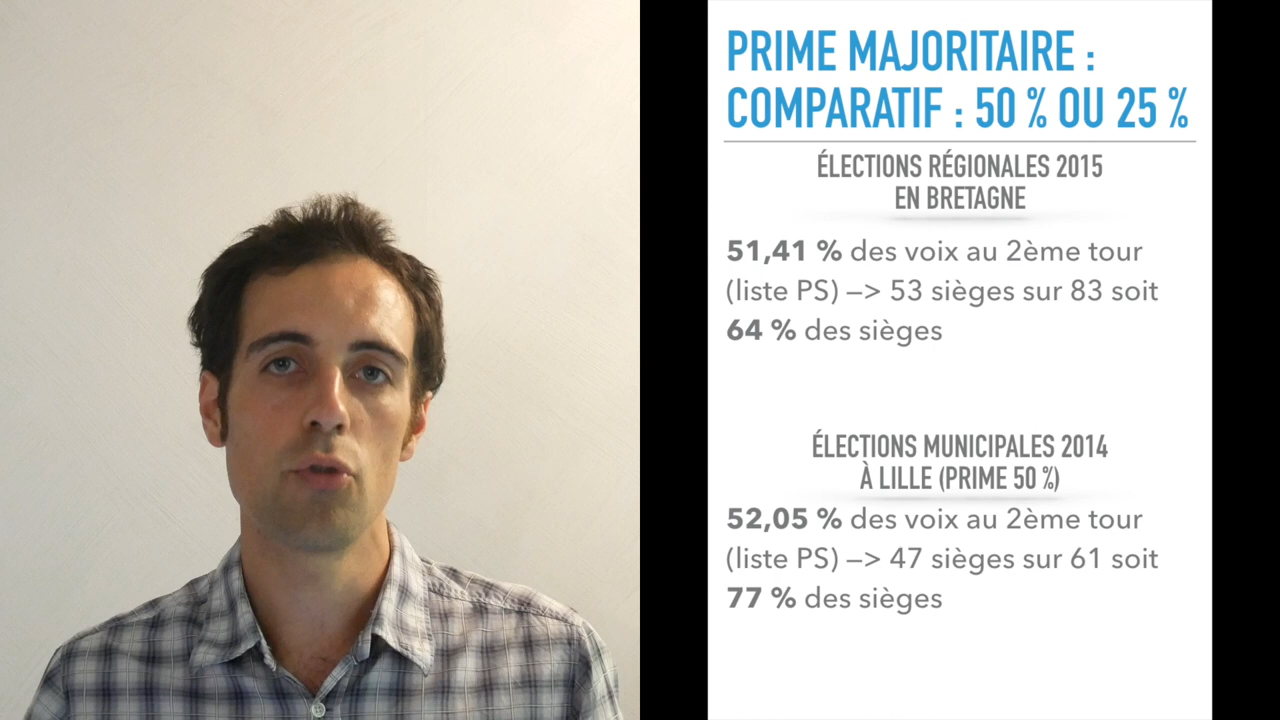 PRIME MAJORITAIRE :
COMPARATIF : 50 % OU 25 %
ÉLECTIONS RÉGIONALES 2015
EN BRETAGNE
51,41 % des voix au 2ème tour
(liste PS) —> 53 sièges sur 83 soit
64 % des sièges
ÉLECTIONS MUNICIPALES 2014
À LILLE (PRIME 50 %)
52,05 % des voix au 2ème tour
(liste PS) —> 47 sièges sur 61 soit
77 % des sièges